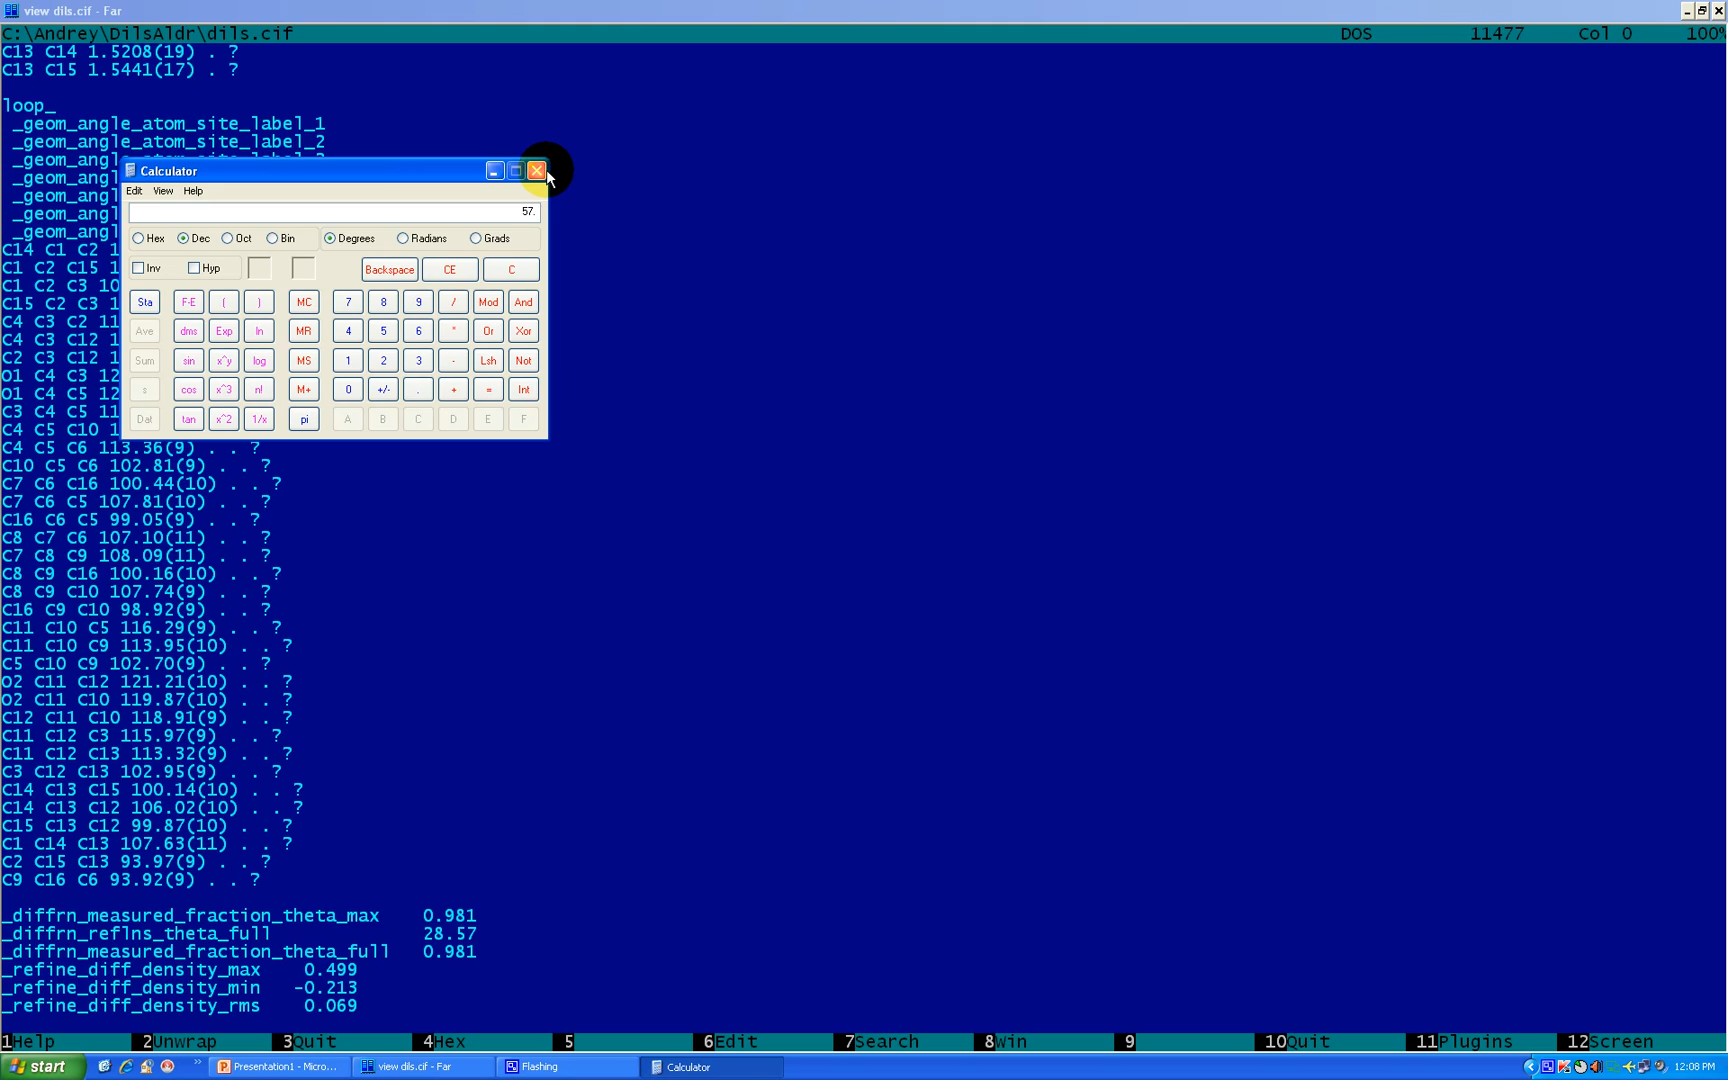 view dils.cif - Far
C:\Andrey\DilsAldr\dils.cif DOS 11477 Col 0 100%
C13 C14 1.5208(19) . ?
C13 C15 1.5441(17) . ?
loop_
_geom_angle_atom_site_label_1
_geom_angle_atom_site_label_2
_geom_angle_atom_site_label_3
_geom_ang
_geom_ang
_geom_angl
_geom_angl
Calculator
Edit View Help
57.
Hex Dec Oct Bin Degrees Radians Grads
Inv Hyp Backspace CE C
Sta F-E ( ) MC 7 8 9 / Mod And
Ave dms Exp ln MR 4 5 6 * Or Xor
Sum sin x^y log MS 1 2 3 - Lsh Not
s cos x^3 n! M+ 0 +/- . + = Int
Dat tan x^2 1/x pi A B C D E F
C14 C1 C2 1
C1 C2 C15 1
C1 C2 C3 10
C15 C2 C3 1
C4 C3 C2 11
C4 C3 C12 1
C2 C3 C12 1
O1 C4 C3 12
O1 C4 C5 12
C3 C4 C5 11
C4 C5 C10 1
C4 C5 C6 113.36(9) . . ?
C10 C5 C6 102.81(9) . . ?
C7 C6 C16 100.44(10) . . ?
C7 C6 C5 107.81(10) . . ?
C16 C6 C5 99.05(9) . . ?
C8 C7 C6 107.10(11) . . ?
C7 C8 C9 108.09(11) . . ?
C8 C9 C16 100.16(10) . . ?
C8 C9 C10 107.74(9) . . ?
C16 C9 C10 98.92(9) . . ?
C11 C10 C5 116.29(9) . . ?
C11 C10 C9 113.95(10) . . ?
C5 C10 C9 102.70(9) . . ?
O2 C11 C12 121.21(10) . . ?
O2 C11 C10 119.87(10) . . ?
C12 C11 C10 118.91(9) . . ?
C11 C12 C3 115.97(9) . . ?
C11 C12 C13 113.32(9) . . ?
C3 C12 C13 102.95(9) . . ?
C14 C13 C15 100.14(10) . . ?
C14 C13 C12 106.02(10) . . ?
C15 C13 C12 99.87(10) . . ?
C1 C14 C13 107.63(11) . . ?
C2 C15 C13 93.97(9) . . ?
C9 C16 C6 93.92(9) . . ?
_diffrn_measured_fraction_theta_max 0.981
_diffrn_reflns_theta_full 28.57
_diffrn_measured_fraction_theta_full 0.981
_refine_diff_density_max 0.499
_refine_diff_density_min -0.213
_refine_diff_density_rms 0.069
1Help 2Unwrap 3Quit 4Hex 5 6Edit 7Search 8Win 9 10Quit 11Plugins 12Screen
start Presentation1 - Micro... view dils.cif - Far Flashing Calculator 12:08 PM